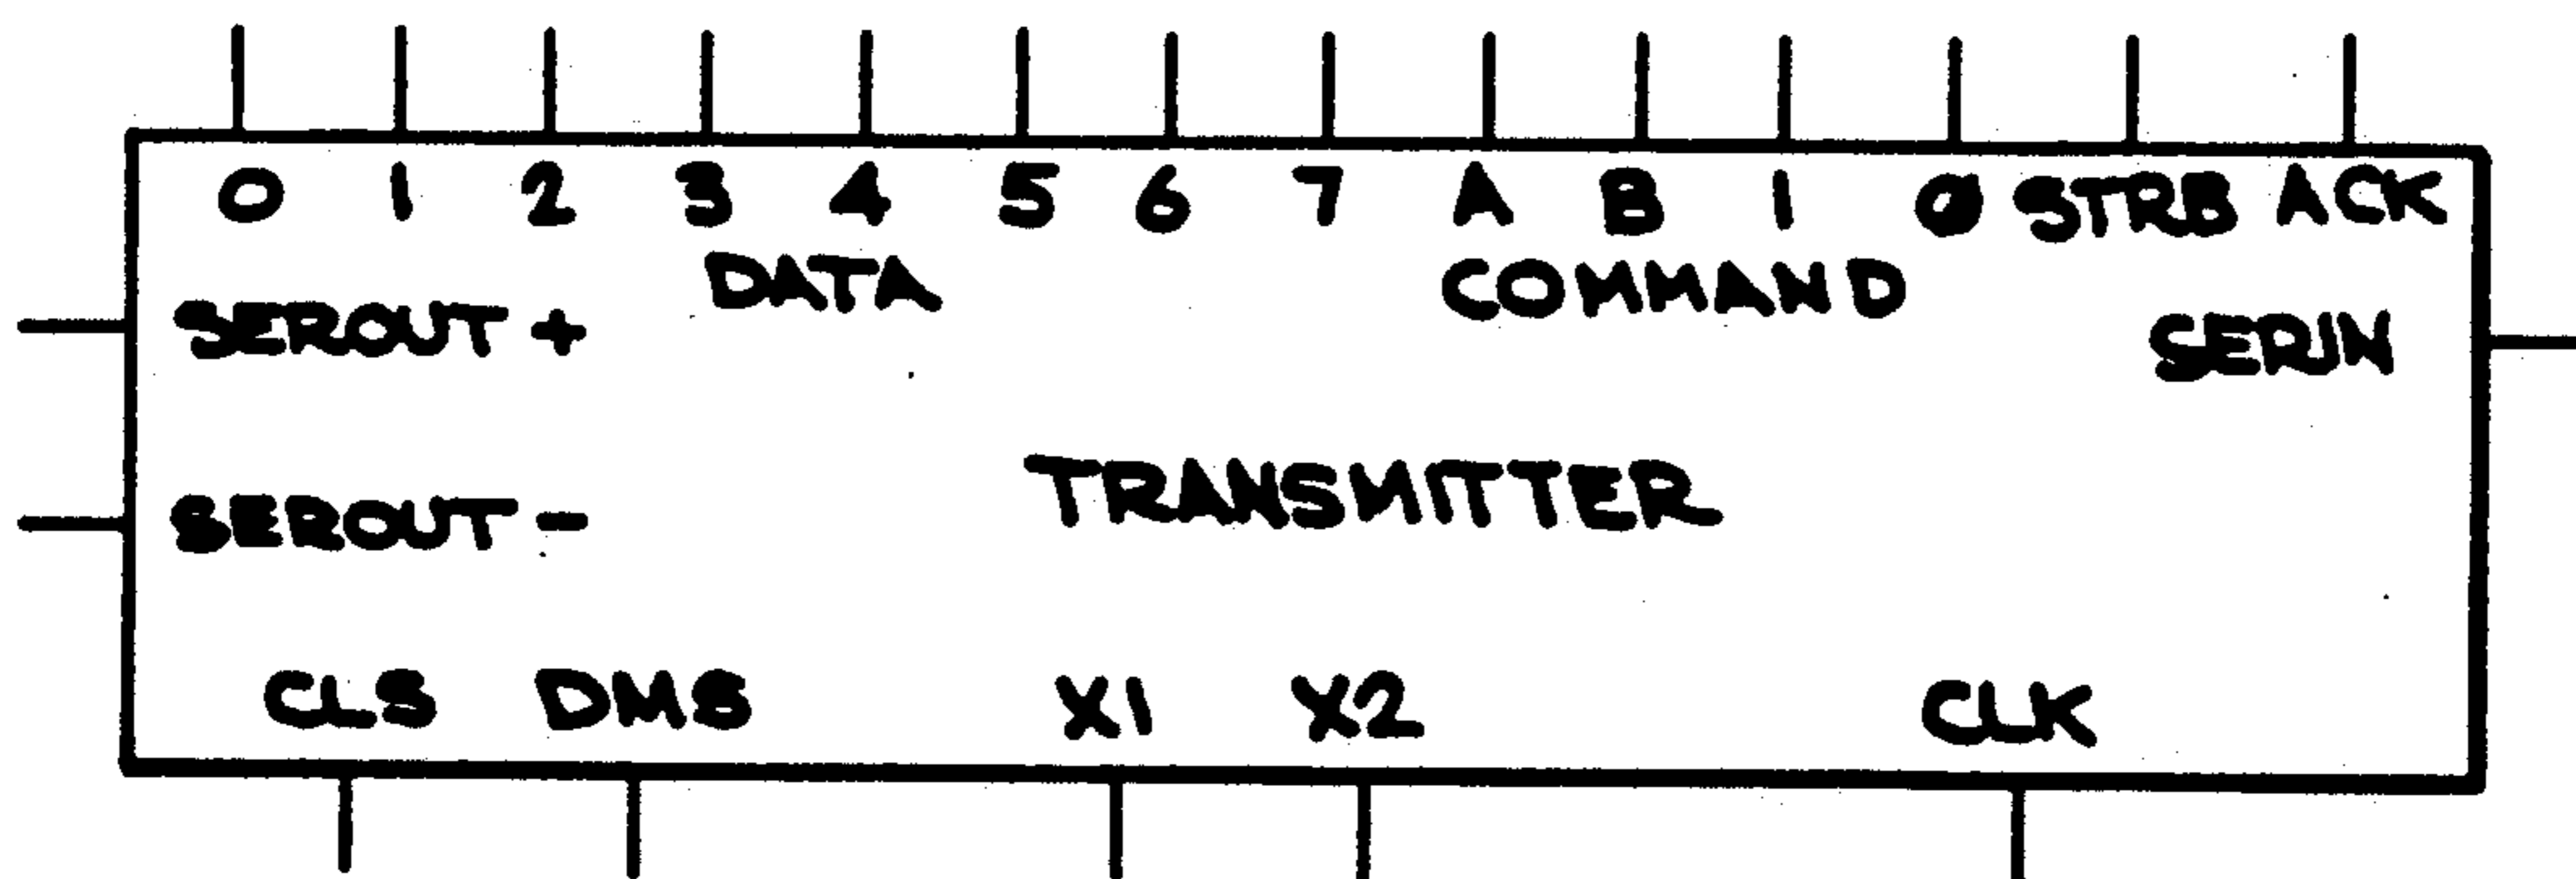 0 1 2 3 4 5 6 7 A B 1 Ø STRB ACK
DATA COMMAND
SEROUT + SERIN
TRANSMITTER
SEROUT -
CLS DMS X1 X2 CLK